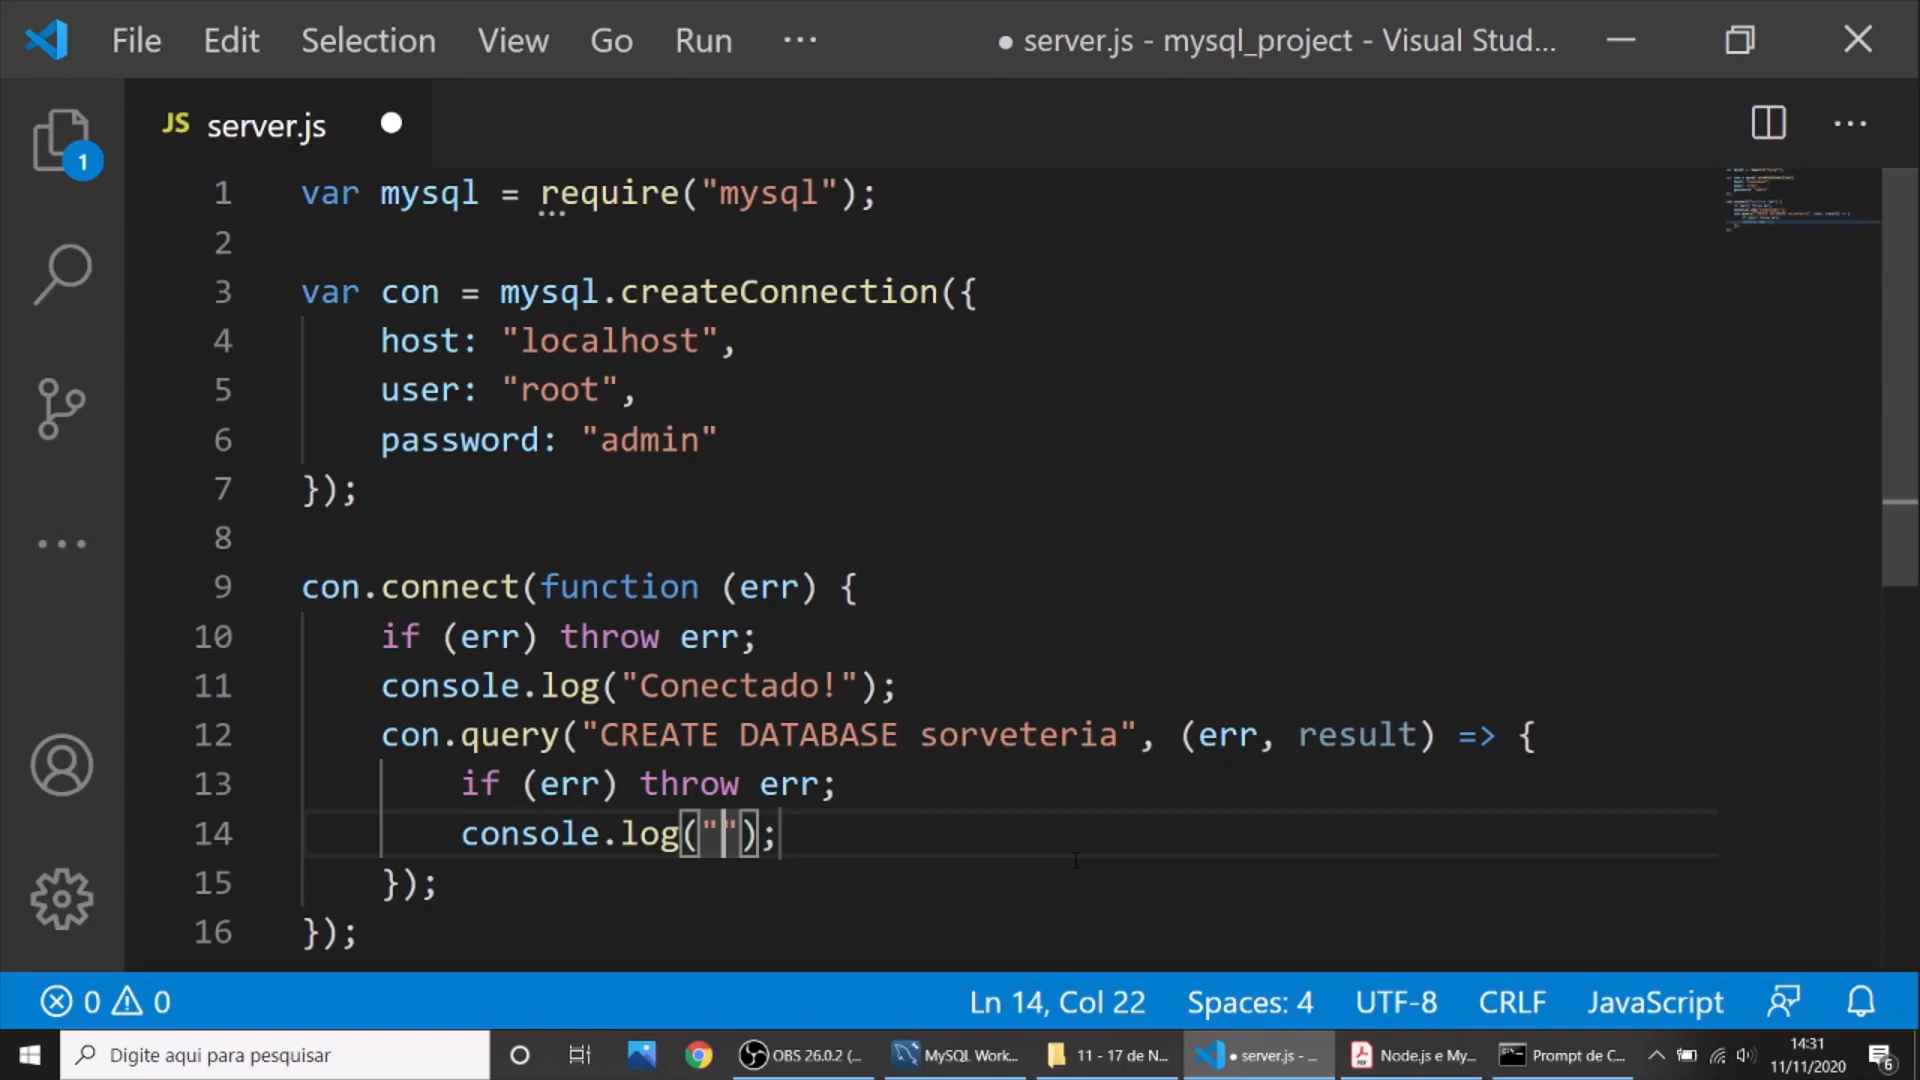 File Edit Selection View Go Run ··· ● server.js - mysql_project - Visual Stud...
JS server.js
1
1 var mysql = require("mysql");
2
3 var con = mysql.createConnection({
4 host: "localhost",
5 user: "root",
6 password: "admin"
7 });
8
9 con.connect(function (err) {
10 if (err) throw err;
11 console.log("Conectado!");
12 con.query("CREATE DATABASE sorveteria", (err, result) => {
13 if (err) throw err;
14 console.log("");
15 });
16 });
0 0 Ln 14, Col 22 Spaces: 4 UTF-8 CRLF JavaScript
Digite aqui para pesquisar OBS 26.0.2 (... MySQL Work... 11 - 17 de N... ● server.js - ... Node.js e My... Prompt de C... 14:31
11/11/2020 6